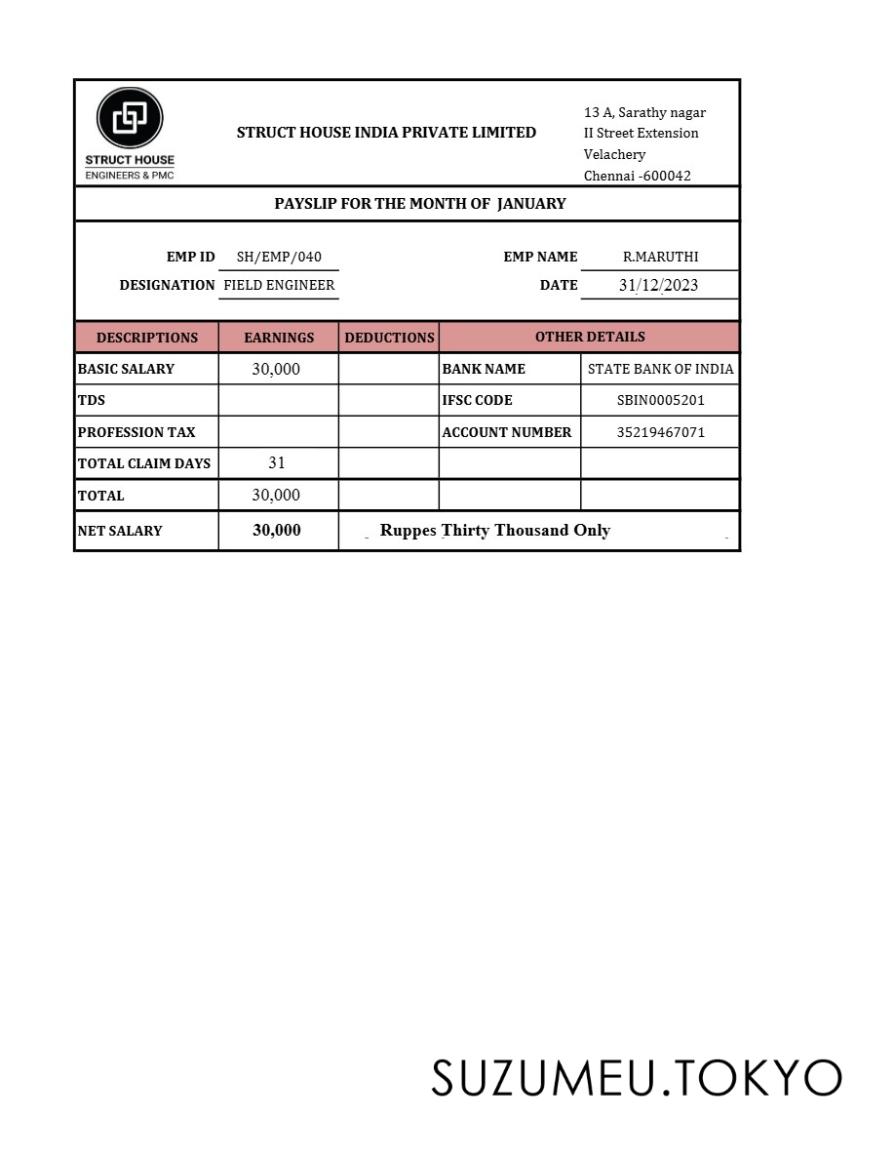 STRUCT HOUSE
ENGINEERS & PMC
STRUCT HOUSE INDIA PRIVATE LIMITED
13 A, Sarathy nagar
II Street Extension
Velachery
Chennai -600042
PAYSLIP FOR THE MONTH OF JANUARY
EMP ID SH/EMP/040 EMP NAME R.MARUTHI
DESIGNATION FIELD ENGINEER DATE 31/12/2023
DESCRIPTIONS EARNINGS DEDUCTIONS OTHER DETAILS
BASIC SALARY 30,000 BANK NAME STATE BANK OF INDIA
TDS IFSC CODE SBIN0005201
PROFESSION TAX ACCOUNT NUMBER 35219467071
TOTAL CLAIM DAYS 31
TOTAL 30,000
NET SALARY 30,000 Ruppes Thirty Thousand Only
SUZUMEU.TOKYO